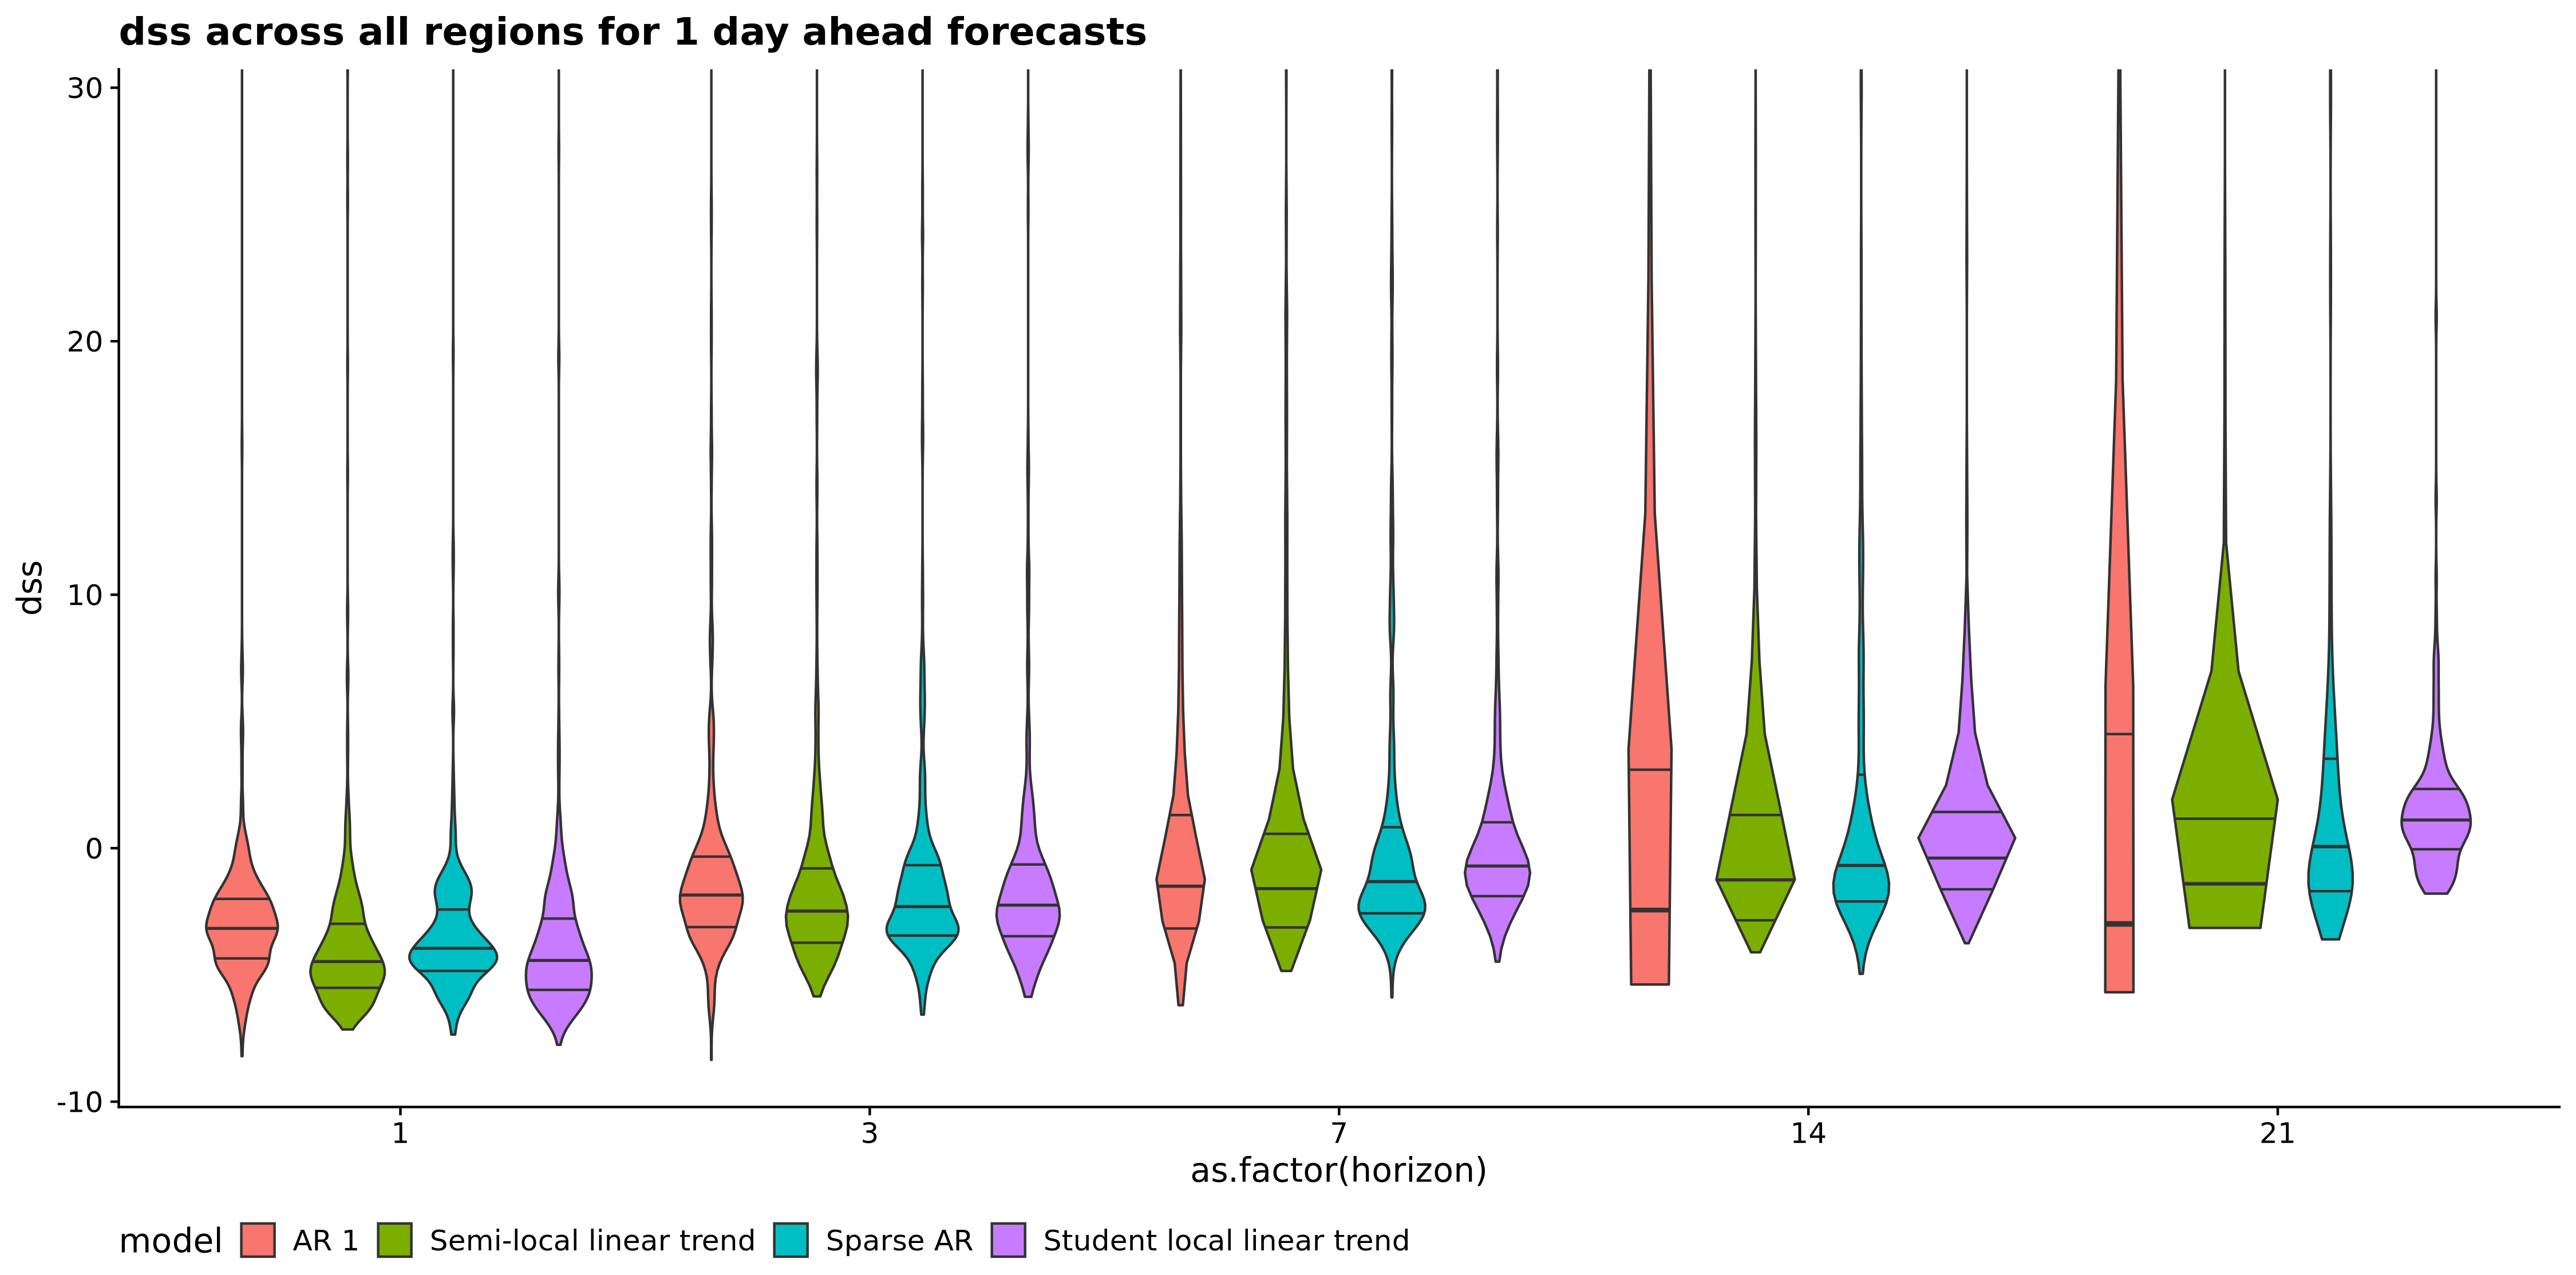 dss across all regions for 1 day ahead forecasts
30
20
10
0
-10
dss
1 3 7 14 21
as.factor(horizon)
model AR 1 Semi-local linear trend Sparse AR Student local linear trend